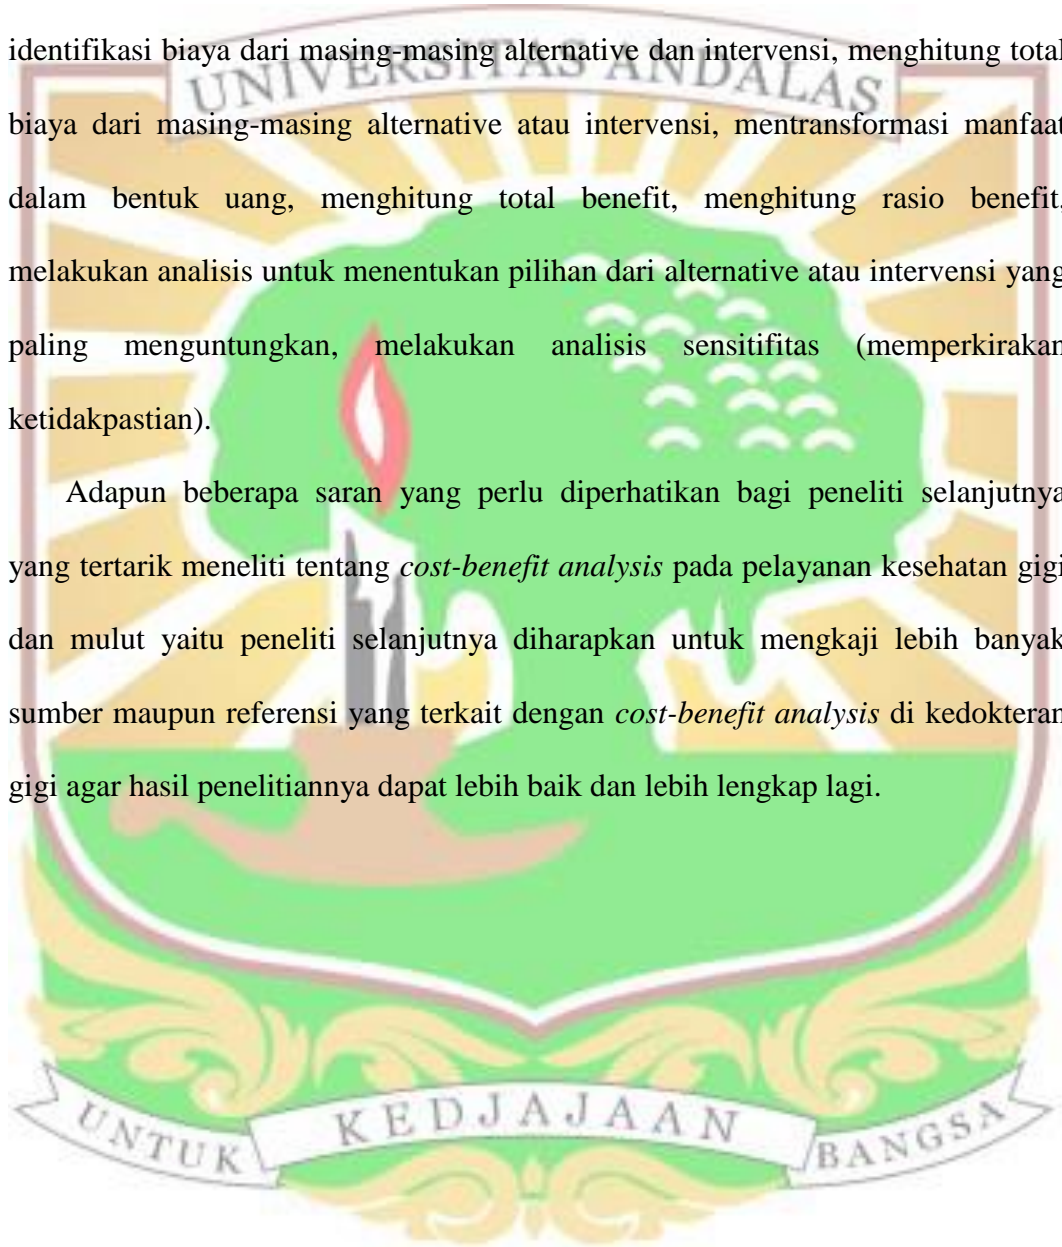 identifikasi biaya dari masing-masing alternative dan intervensi, menghitung total
UNIVERSITAS ANDALAS
biaya dari masing-masing alternative atau intervensi, mentransformasi manfaat
dalam bentuk uang, menghitung total benefit, menghitung rasio benefit,
melakukan analisis untuk menentukan pilihan dari alternative atau intervensi yang
paling menguntungkan, melakukan analisis sensitifitas (memperkirakan
ketidakpastian).
Adapun beberapa saran yang perlu diperhatikan bagi peneliti selanjutnya
yang tertarik meneliti tentang cost-benefit analysis pada pelayanan kesehatan gigi
dan mulut yaitu peneliti selanjutnya diharapkan untuk mengkaji lebih banyak
sumber maupun referensi yang terkait dengan cost-benefit analysis di kedokteran
gigi agar hasil penelitiannya dapat lebih baik dan lebih lengkap lagi.
UNTUK KEDJAJAAN BANGSA